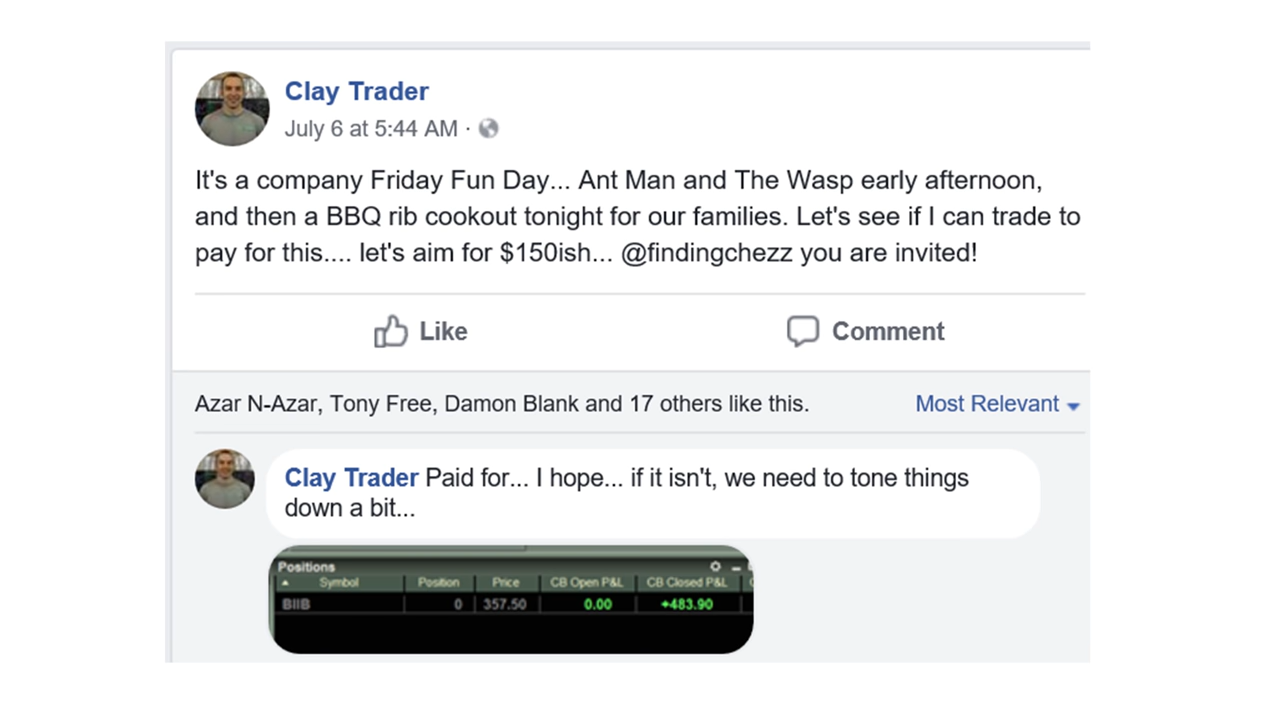 Clay Trader
July 6 at 5:44 AM ·
It's a company Friday Fun Day... Ant Man and The Wasp early afternoon,
and then a BBQ rib cookout tonight for our families. Let's see if I can trade to
pay for this.... let's aim for $150ish... @findingchezz you are invited!
Like Comment
Azar N-Azar, Tony Free, Damon Blank and 17 others like this. Most Relevant
Clay Trader Paid for... I hope... if it isn't, we need to tone things
down a bit...
Positions
Symbol Position Price CB Open P&L CB Closed P&L
BIIB 0 357.50 0.00 +483.90